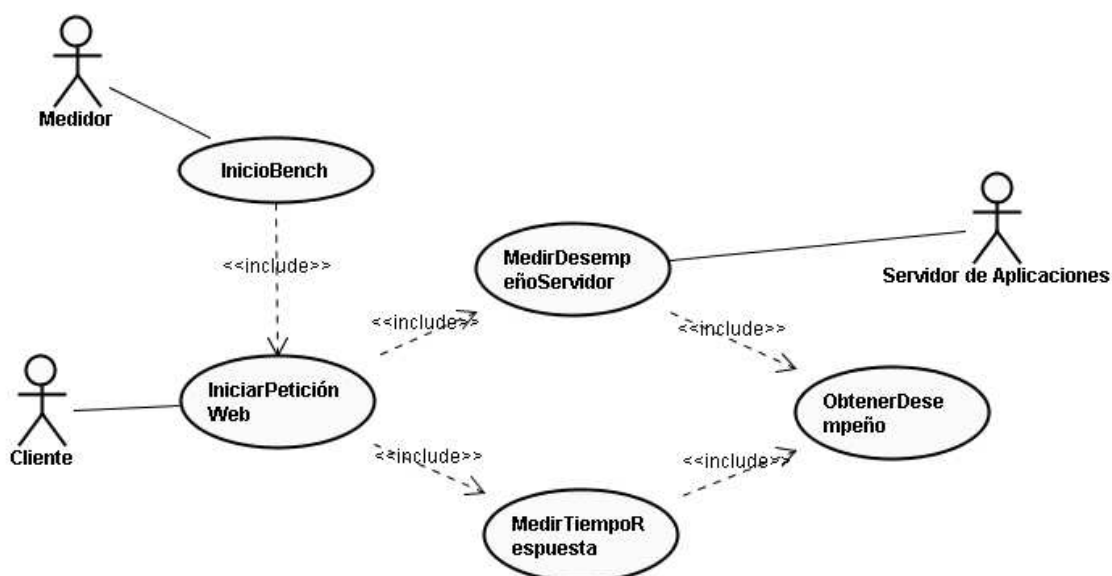 Medidor
InicioBench
<<include>>
MedirDesemp
eñoServidor
Servidor de Aplicaciones
<<include>>
<<include>>
IniciarPetición
Web
Cliente
ObtenerDese
mpeño
<<include>>
<<include>>
MedirTiempoR
espuesta